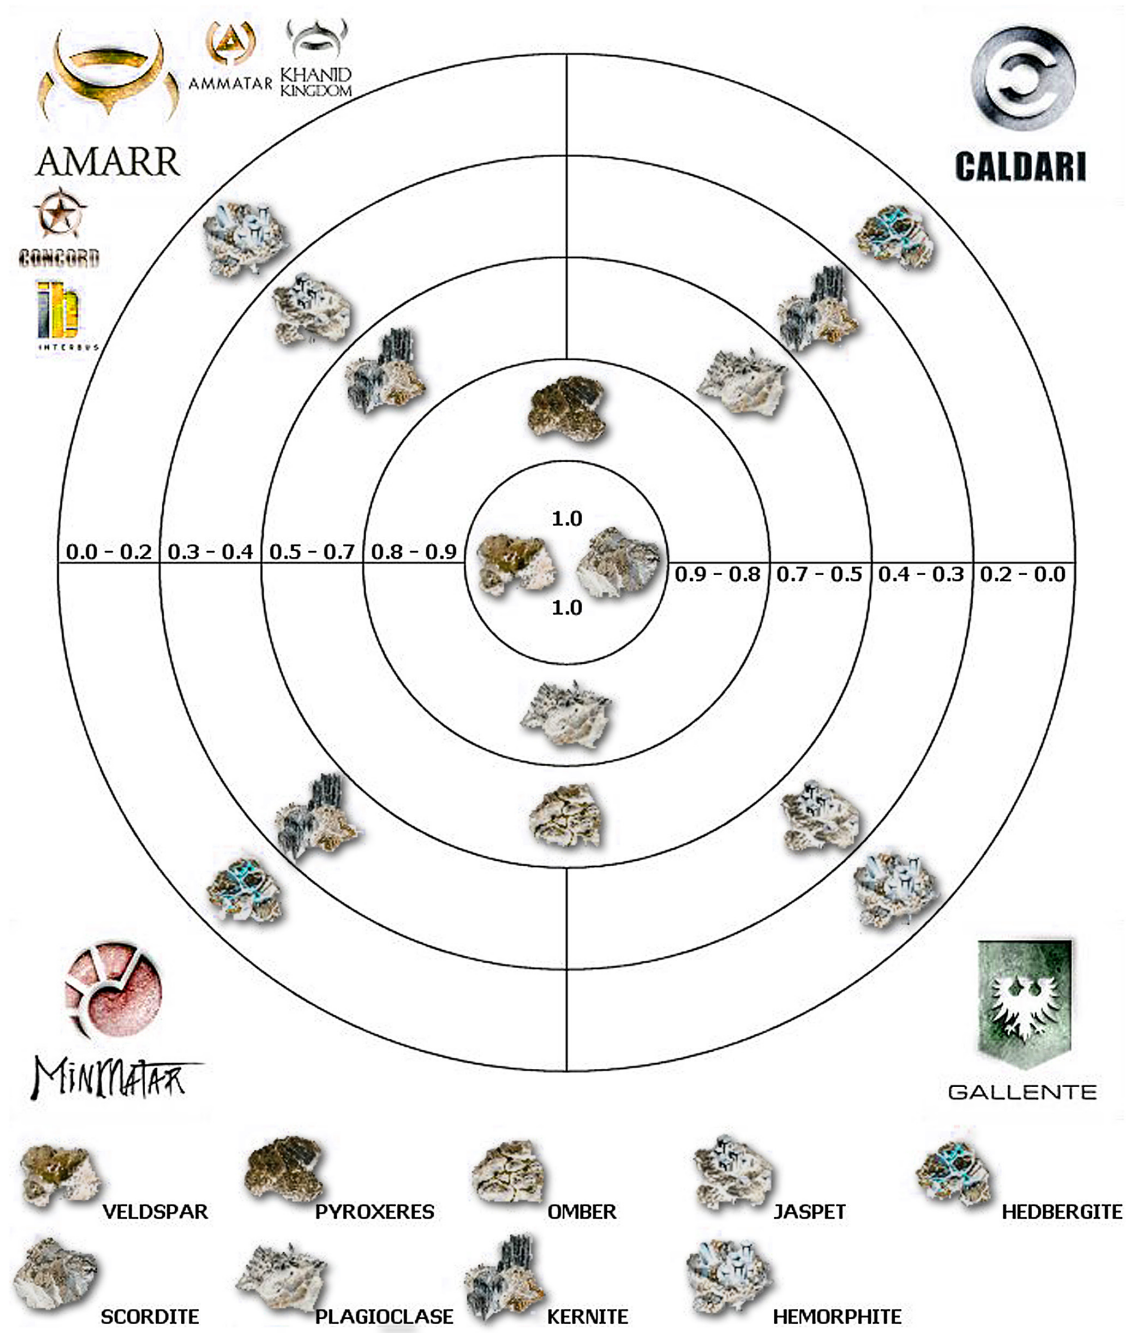 AMMATAR
KHANID
KINGDOM
AMARR
CALDARI
CONCORD
INTERBUS
1.0
0.0 - 0.2
0.3 - 0.4
0.5 - 0.7
0.8 - 0.9
0.9 - 0.8
0.7 - 0.5
0.4 - 0.3
0.2 - 0.0
1.0
MINMATAR
GALLENTE
VELDSPAR
PYROXERES
OMBER
JASPET
HEDBERGITE
SCORDITE
PLAGIOCLASE
KERNITE
HEMORPHITE